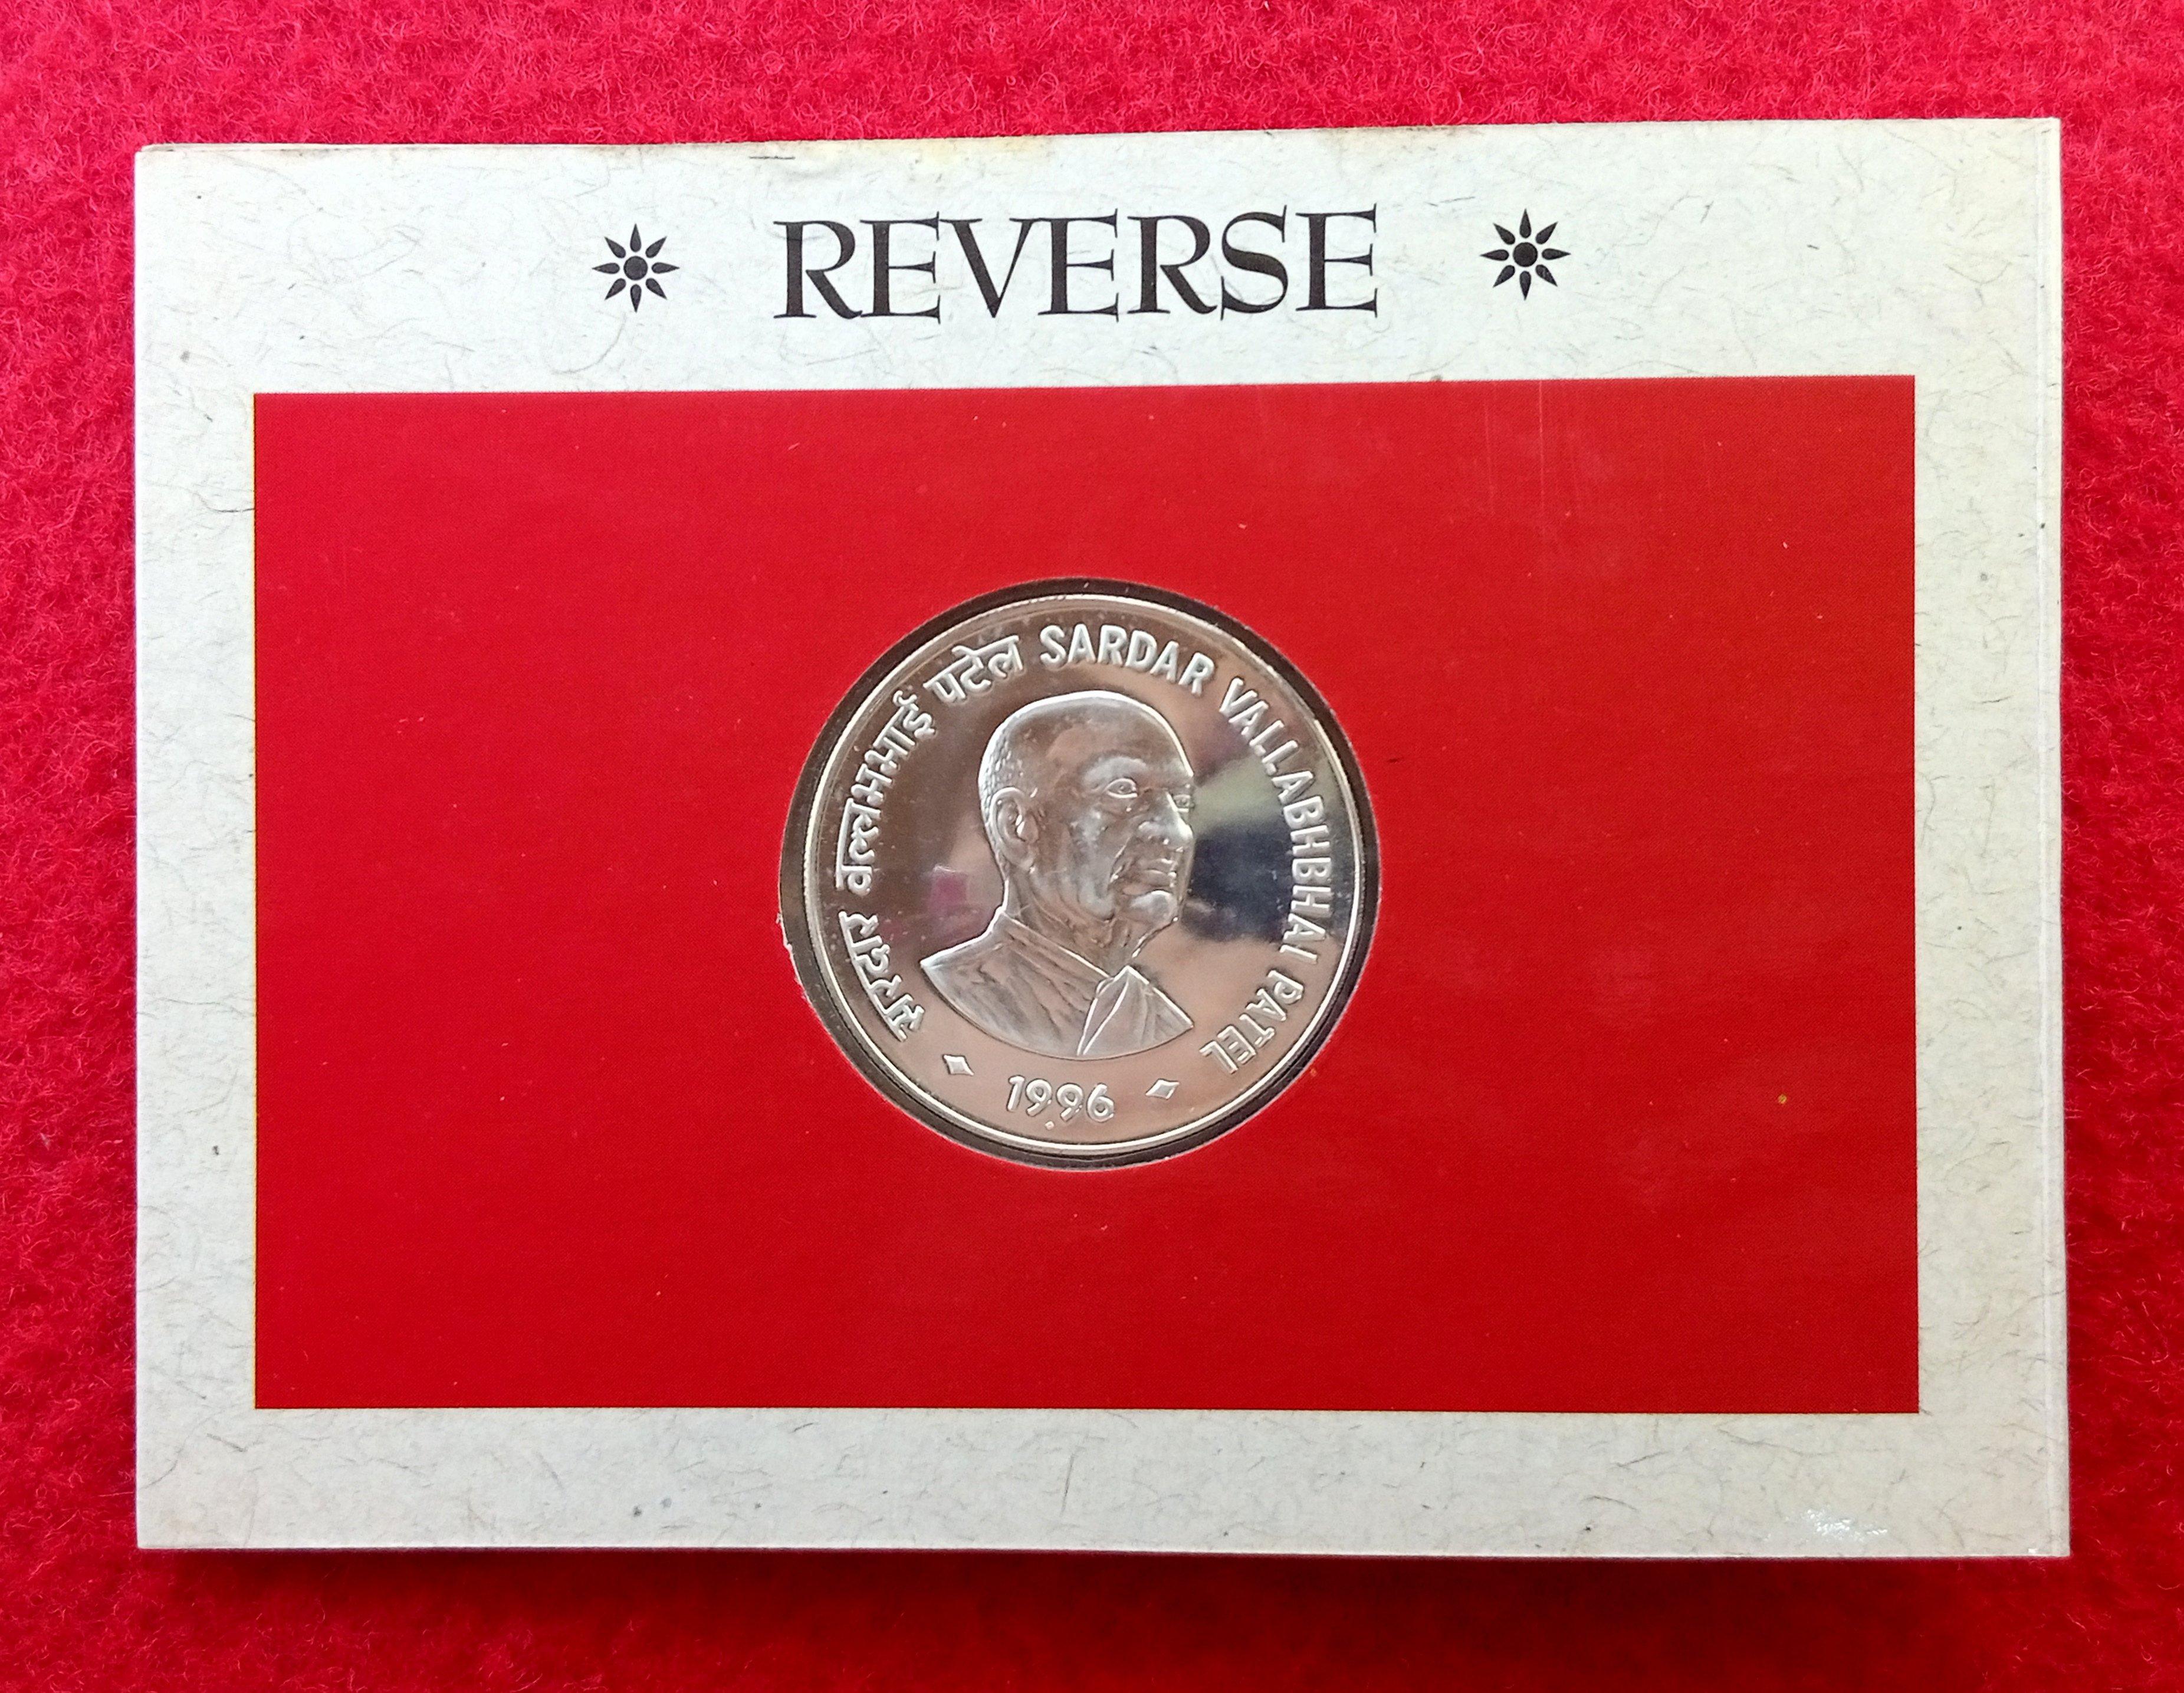 REVERSE
सरदार वल्लभभाई पटेल SARDAR VALLABHBHAI PATEL
1996